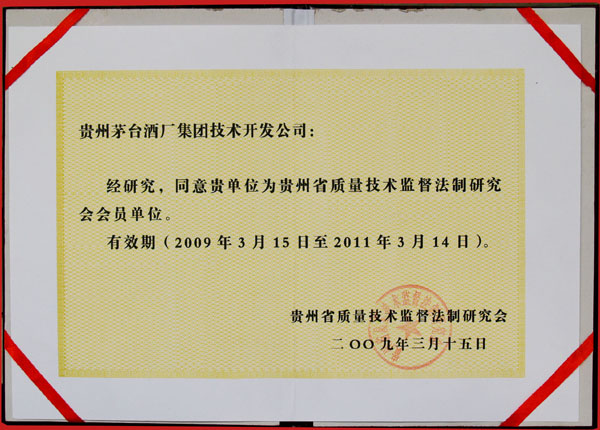 贵州茅台酒厂集团技术开发公司：
经研究，同意贵单位为贵州省质量技术监督法制研究
会会员单位。
有效期（2009年3月15日至2011年3月14日）。
贵州省质量技术监督法制研究会
二〇〇九年三月十五日